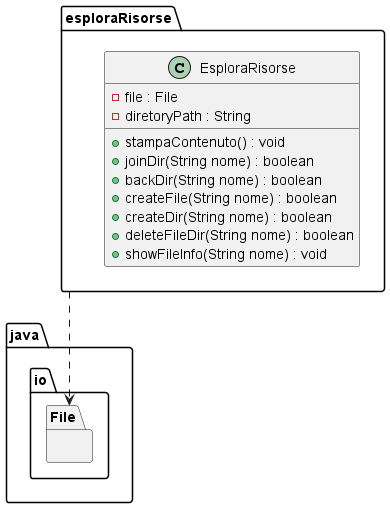 esploraRisorse
C EsploraRisorse
file : File
diretoryPath : String
stampaContenuto() : void
joinDir(String nome) : boolean
backDir(String nome) : boolean
createFile(String nome) : boolean
createDir(String nome) : boolean
deleteFileDir(String nome) : boolean
showFileInfo(String nome) : void
java
io
File